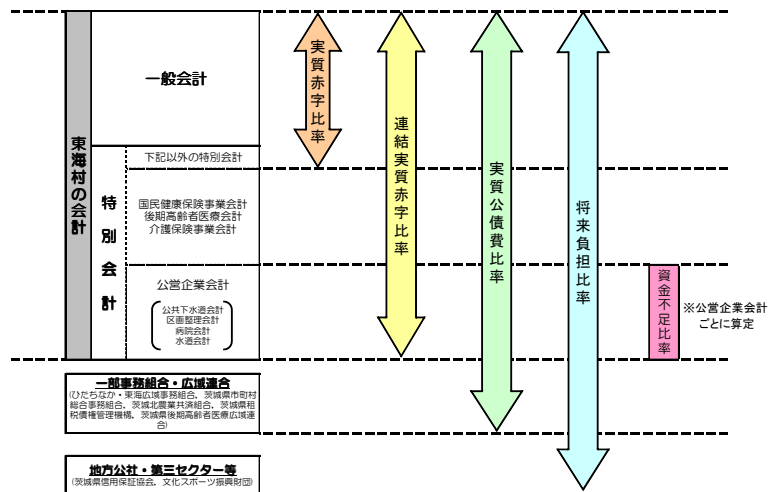 東海村の会計
一般会計
特別会計
下記以外の特別会計
国民健康保険事業会計
後期高齢者医療会計
介護保険事業会計
公営企業会計
公共下水道会計
区画整理会計
病院会計
水道会計
実質赤字比率
連結実質赤字比率
実質公債費比率
将来負担比率
資金不足比率
※公営企業会計
ごとに算定
一部事務組合・広域連合
(ひたちなか・東海広域事務組合，茨城県市町村
総合事務組合，茨城北農業共済組合，茨城県租
税債権管理機構，茨城県後期高齢者医療広域連
合)
地方公社・第三セクター等
(茨城県信用保証協会，文化スポーツ振興財団)